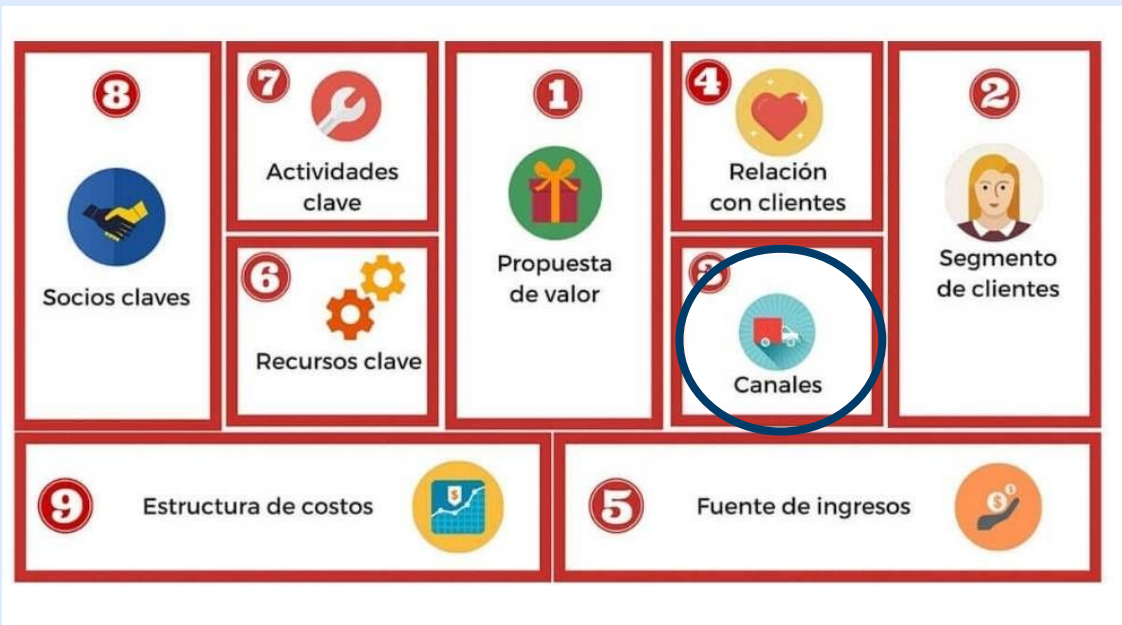 8
Socios claves
7
Actividades
clave
6
Recursos clave
1
Propuesta
de valor
4
Relación
con clientes
3
Canales
2
Segmento
de clientes
9
Estructura de costos
5
Fuente de ingresos